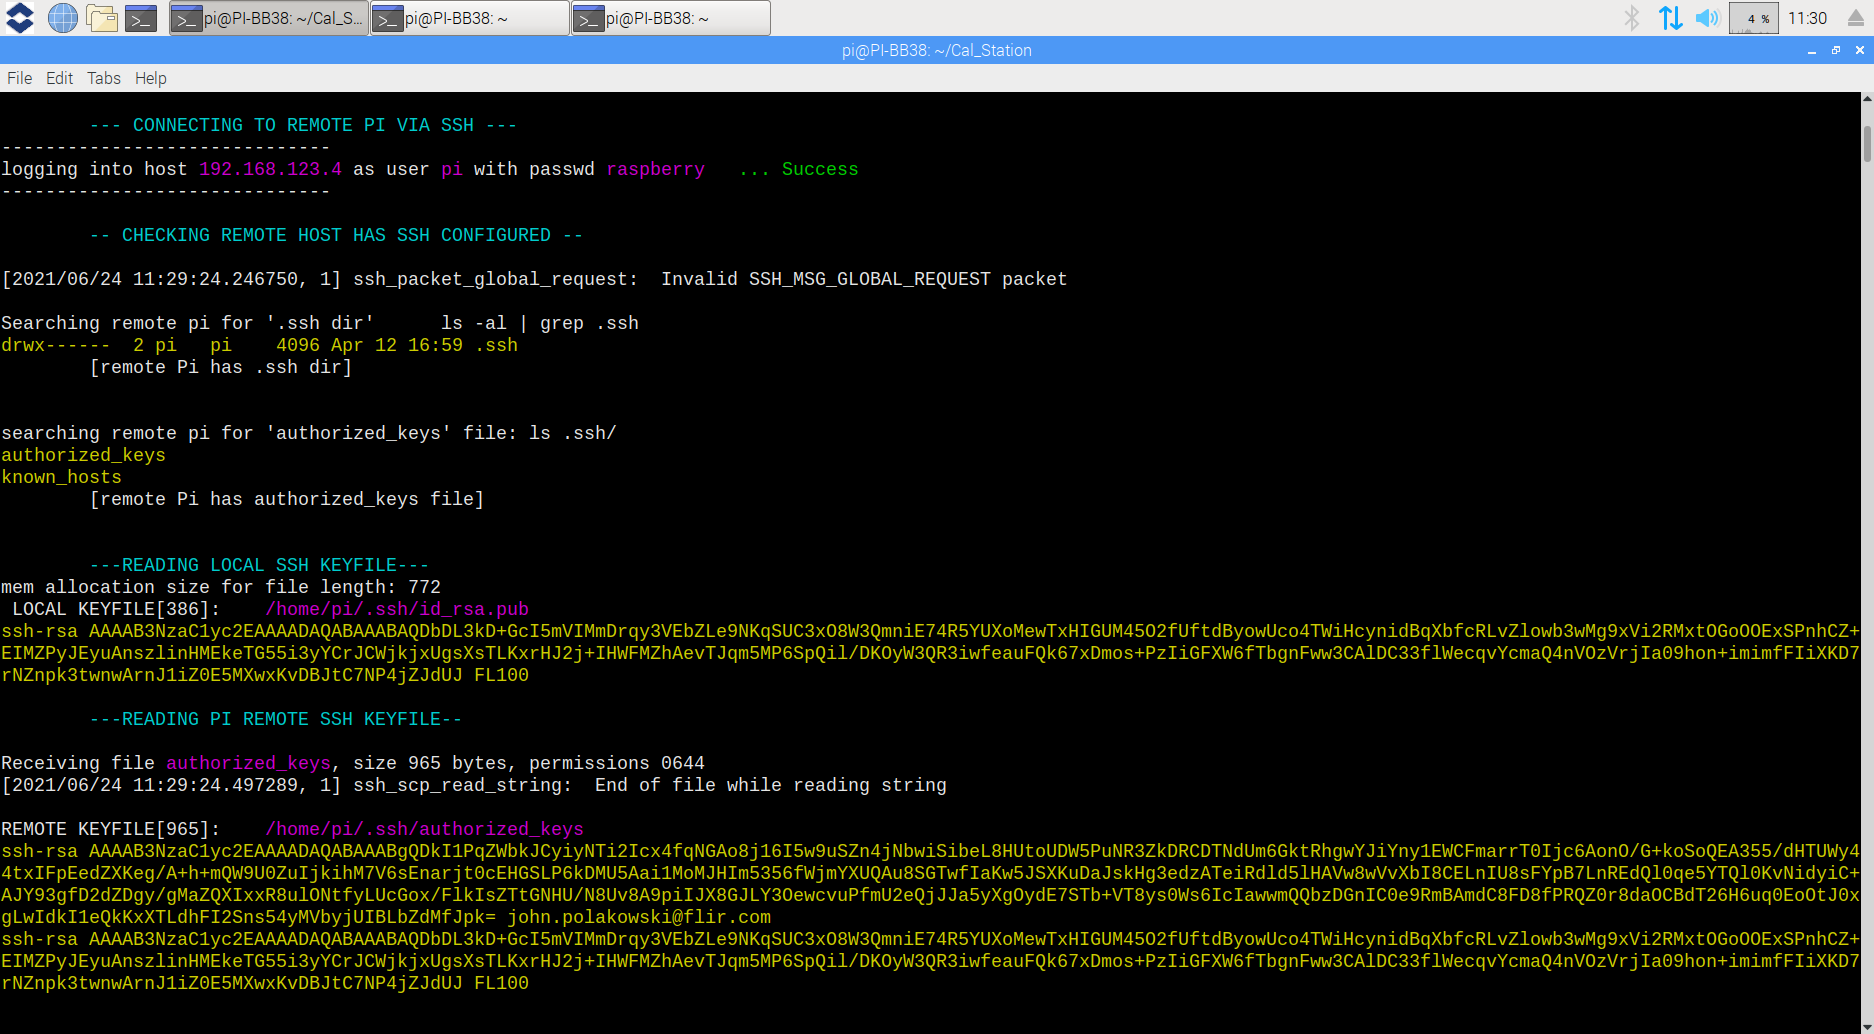 pi@PI-BB38: ~/Cal_S... pi@PI-BB38: ~ pi@PI-BB38: ~ 4 % 11:30
pi@PI-BB38: ~/Cal_Station
File Edit Tabs Help
--- CONNECTING TO REMOTE PI VIA SSH ---
------------------------------
logging into host 192.168.123.4 as user pi with passwd raspberry ... Success
------------------------------
-- CHECKING REMOTE HOST HAS SSH CONFIGURED --
[2021/06/24 11:29:24.246750, 1] ssh_packet_global_request: Invalid SSH_MSG_GLOBAL_REQUEST packet
Searching remote pi for '.ssh dir' ls -al | grep .ssh
drwx------ 2 pi pi 4096 Apr 12 16:59 .ssh
[remote Pi has .ssh dir]
searching remote pi for 'authorized_keys' file: ls .ssh/
authorized_keys
known_hosts
[remote Pi has authorized_keys file]
---READING LOCAL SSH KEYFILE---
mem allocation size for file length: 772
LOCAL KEYFILE[386]: /home/pi/.ssh/id_rsa.pub
ssh-rsa AAAAB3NzaC1yc2EAAAADAQABAAABAQDbDL3kD+GcI5mVIMmDrqy3VEbZLe9NKqSUC3xO8W3QmniE74R5YUXoMewTxHIGUM45O2fUftdByowUco4TWiHcynidBqXbfcRLvZlowb3wMg9xVi2RMxtOGoOOExSPnhCZ+
EIMZPyJEyuAnszlinHMEkeTG55i3yYCrJCWjkjxUgsXsTLKxrHJ2j+IHWFMZhAevTJqm5MP6SpQil/DKOyW3QR3iwfeauFQk67xDmos+PzIiGFXW6fTbgnFww3CAlDC33flWecqvYcmaQ4nVOzVrjIa09hon+imimfFIiXKD7
rNZnpk3twnwArnJ1iZ0E5MXwxKvDBJtC7NP4jZJdUJ FL100
---READING PI REMOTE SSH KEYFILE--
Receiving file authorized_keys, size 965 bytes, permissions 0644
[2021/06/24 11:29:24.497289, 1] ssh_scp_read_string: End of file while reading string
REMOTE KEYFILE[965]: /home/pi/.ssh/authorized_keys
ssh-rsa AAAAB3NzaC1yc2EAAAADAQABAAABgQDkI1PqZWbkJCyiyNTi2Icx4fqNGAo8j16I5w9uSZn4jNbwiSibeL8HUtoUDW5PuNR3ZkDRCDTNdUm6GktRhgwYJiYny1EWCFmarrT0Ijc6AonO/G+koSoQEA355/dHTUWy4
4txIFpEedZXKeg/A+h+mQW9U0ZuIjkihM7V6sEnarjt0cEHGSLP6kDMU5Aai1MoMJHIm5356fWjmYXUQAu8SGTwfIaKw5JSXKuDaJskHg3edzATeiRdld5lHAVw8wVvXbI8CELnIU8sFYpB7LnREdQl0qe5YTQl0KvNidyiC+
AJY93gfD2dZDgy/gMaZQXIxxR8ulONtfyLUcGox/FlkIsZTtGNHU/N8Uv8A9piIJX8GJLY3OewcvuPfmU2eQjJJa5yXgOydE7STb+VT8ys0Ws6IcIawwmQQbzDGnIC0e9RmBAmdC8FD8fPRQZ0r8daOCBdT26H6uq0EoOtJ0x
gLwIdkI1eQkKxXTLdhFI2Sns54yMVbyjUIBLbZdMfJpk= john.polakowski@flir.com
ssh-rsa AAAAB3NzaC1yc2EAAAADAQABAAABAQDbDL3kD+GcI5mVIMmDrqy3VEbZLe9NKqSUC3xO8W3QmniE74R5YUXoMewTxHIGUM45O2fUftdByowUco4TWiHcynidBqXbfcRLvZlowb3wMg9xVi2RMxtOGoOOExSPnhCZ+
EIMZPyJEyuAnszlinHMEkeTG55i3yYCrJCWjkjxUgsXsTLKxrHJ2j+IHWFMZhAevTJqm5MP6SpQil/DKOyW3QR3iwfeauFQk67xDmos+PzIiGFXW6fTbgnFww3CAlDC33flWecqvYcmaQ4nVOzVrjIa09hon+imimfFIiXKD7
rNZnpk3twnwArnJ1iZ0E5MXwxKvDBJtC7NP4jZJdUJ FL100